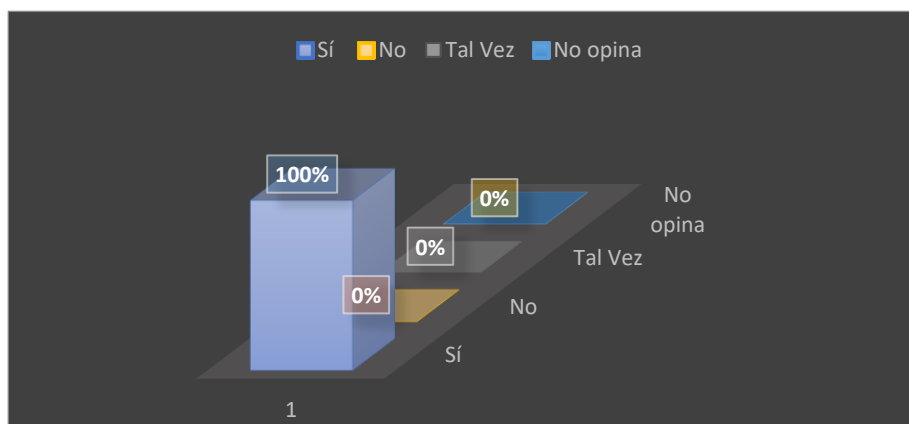 Sí No Tal Vez No opina
100%
0%
0%
0%
No
opina
Tal Vez
No
Sí
1